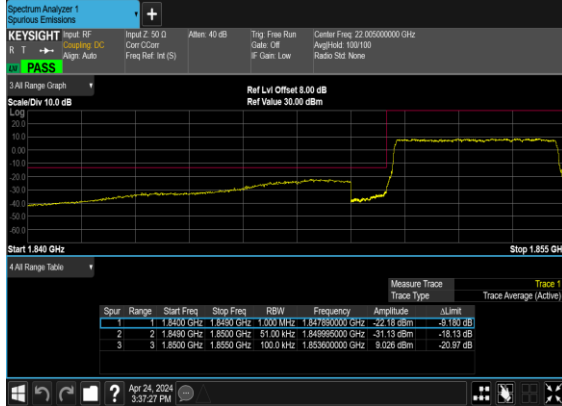 Spectrum Analyzer 1
Spurious Emissions
+
KEYSIGHT Input: RF Input Z: 50 Ω Atten: 40 dB Trig: Free Run Center Freq: 22.005000000 GHz
R T Coupling: DC Corr CCorr Gate: Off Avg|Hold: 100/100
Align: Auto Freq Ref: Int (S) IF Gain: Low Radio Std: None
PASS
3 All Range Graph
Ref Lvl Offset 8.00 dB
Scale/Div 10.0 dB Ref Value 30.00 dBm
Log
20.0
10.0
0.00
-10.0
-20.0
-30.0
-40.0
-50.0
-60.0
Start 1.840 GHz Stop 1.855 GH
4 All Range Table
Measure Trace Trace 1
Trace Type Trace Average (Active)
Spur Range Start Freq Stop Freq RBW Frequency Amplitude ΔLimit
1 1 1.8400 GHz 1.8490 GHz 1.000 MHz 1.847890000 GHz -22.18 dBm -9.180 dB
2 2 1.8490 GHz 1.8500 GHz 51.00 kHz 1.849995000 GHz -31.13 dBm -18.13 dB
3 3 1.8500 GHz 1.8550 GHz 100.0 kHz 1.853600000 GHz 9.026 dBm -20.97 dB
? Apr 24, 2024
3:37:27 PM